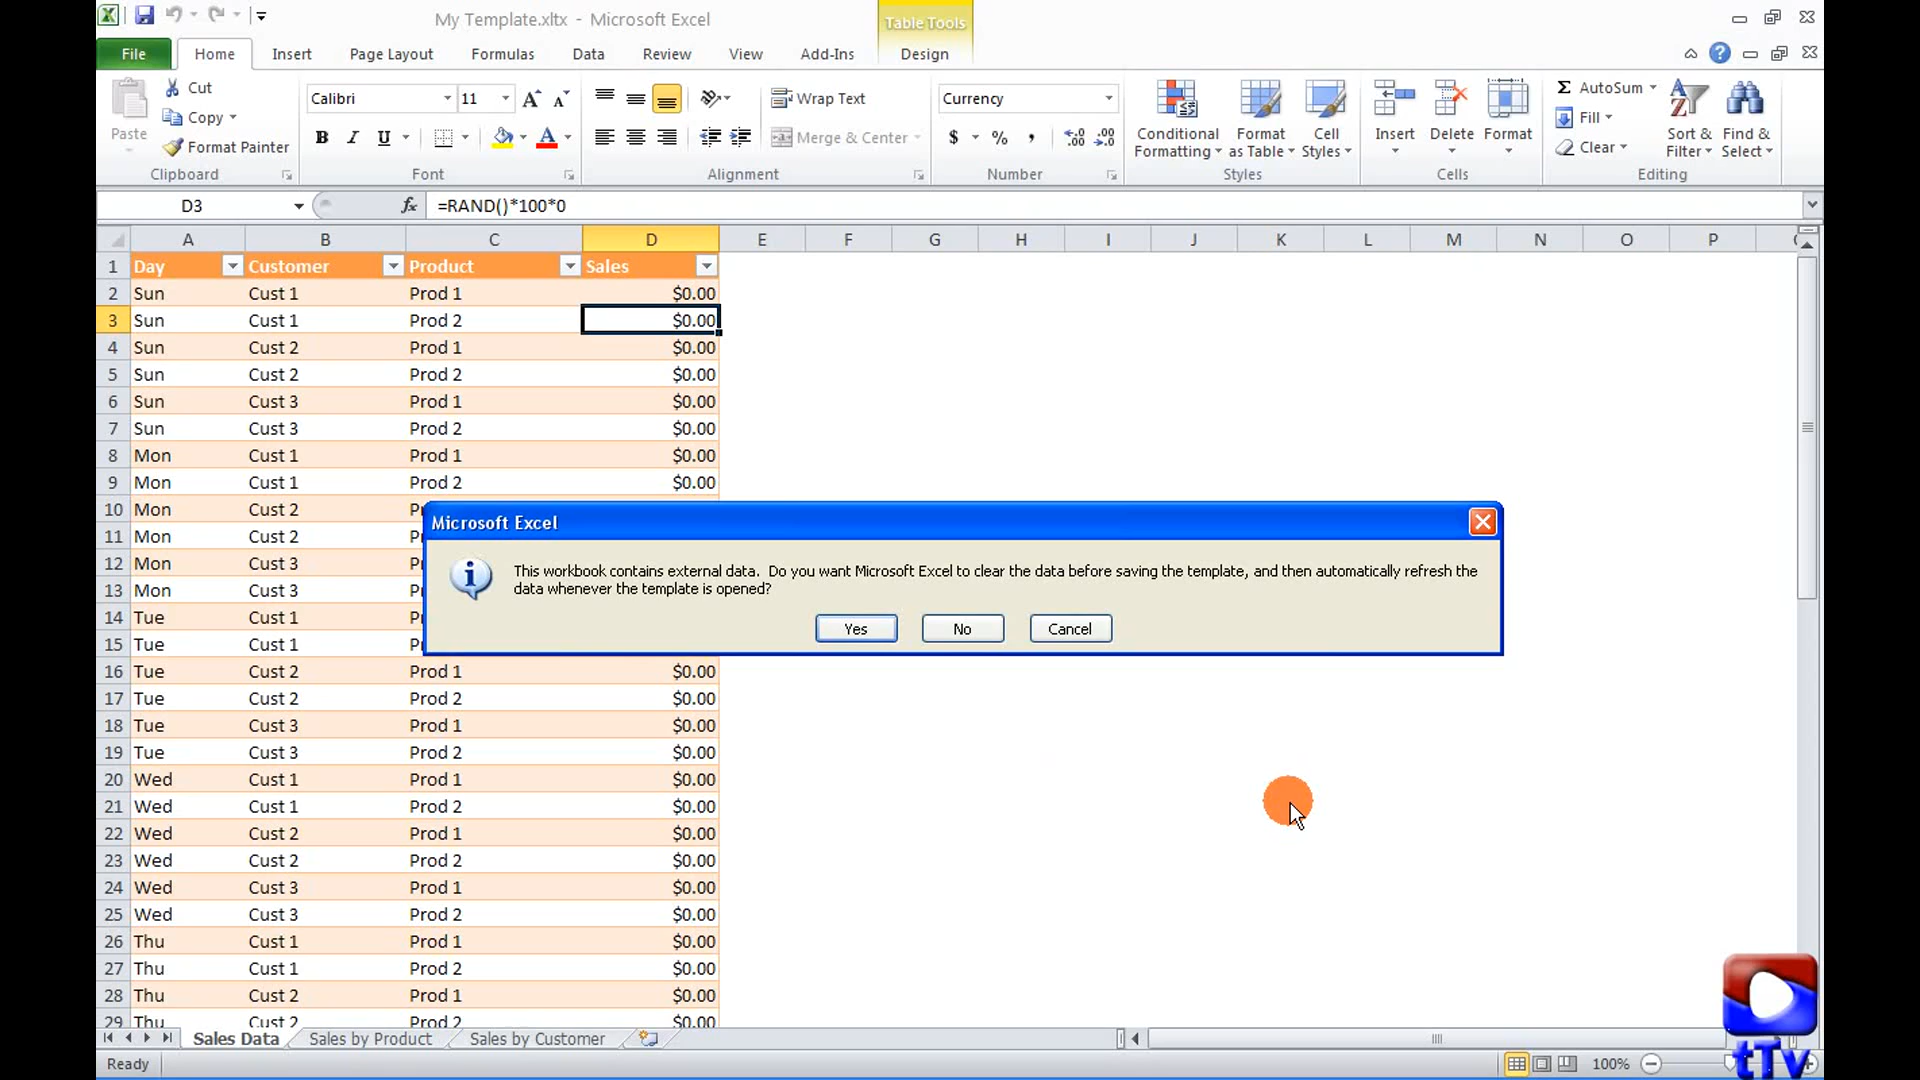 My Template.xltx - Microsoft Excel
Table Tools
File Home Insert Page Layout Formulas Data Review View Add-Ins Design
Paste
Cut
Copy
Format Painter
Clipboard
Calibri 11
B I U
Font
Wrap Text
Merge & Center
Alignment
Currency
$ % ,
Number
Conditional Formatting
Format as Table
Cell Styles
Styles
Insert Delete Format
Cells
AutoSum
Fill
Clear
Sort & Filter
Find & Select
Editing
D3 fx =RAND()*100*0
A B C D E F G H I J K L M N O P
1 Day Customer Product Sales
2 Sun Cust 1 Prod 1 $0.00
3 Sun Cust 1 Prod 2 $0.00
4 Sun Cust 2 Prod 1 $0.00
5 Sun Cust 2 Prod 2 $0.00
6 Sun Cust 3 Prod 1 $0.00
7 Sun Cust 3 Prod 2 $0.00
8 Mon Cust 1 Prod 1 $0.00
9 Mon Cust 1 Prod 2 $0.00
10 Mon Cust 2
11 Mon Cust 2
12 Mon Cust 3
13 Mon Cust 3
14 Tue Cust 1
15 Tue Cust 1
Microsoft Excel
This workbook contains external data. Do you want Microsoft Excel to clear the data before saving the template, and then automatically refresh the
data whenever the template is opened?
Yes No Cancel
16 Tue Cust 2 Prod 1 $0.00
17 Tue Cust 2 Prod 2 $0.00
18 Tue Cust 3 Prod 1 $0.00
19 Tue Cust 3 Prod 2 $0.00
20 Wed Cust 1 Prod 1 $0.00
21 Wed Cust 1 Prod 2 $0.00
22 Wed Cust 2 Prod 1 $0.00
23 Wed Cust 2 Prod 2 $0.00
24 Wed Cust 3 Prod 1 $0.00
25 Wed Cust 3 Prod 2 $0.00
26 Thu Cust 1 Prod 1 $0.00
27 Thu Cust 1 Prod 2 $0.00
28 Thu Cust 2 Prod 1 $0.00
29 Thu Cust 2 Prod 2 $0.00
Sales Data Sales by Product Sales by Customer
Ready 100%
tTv